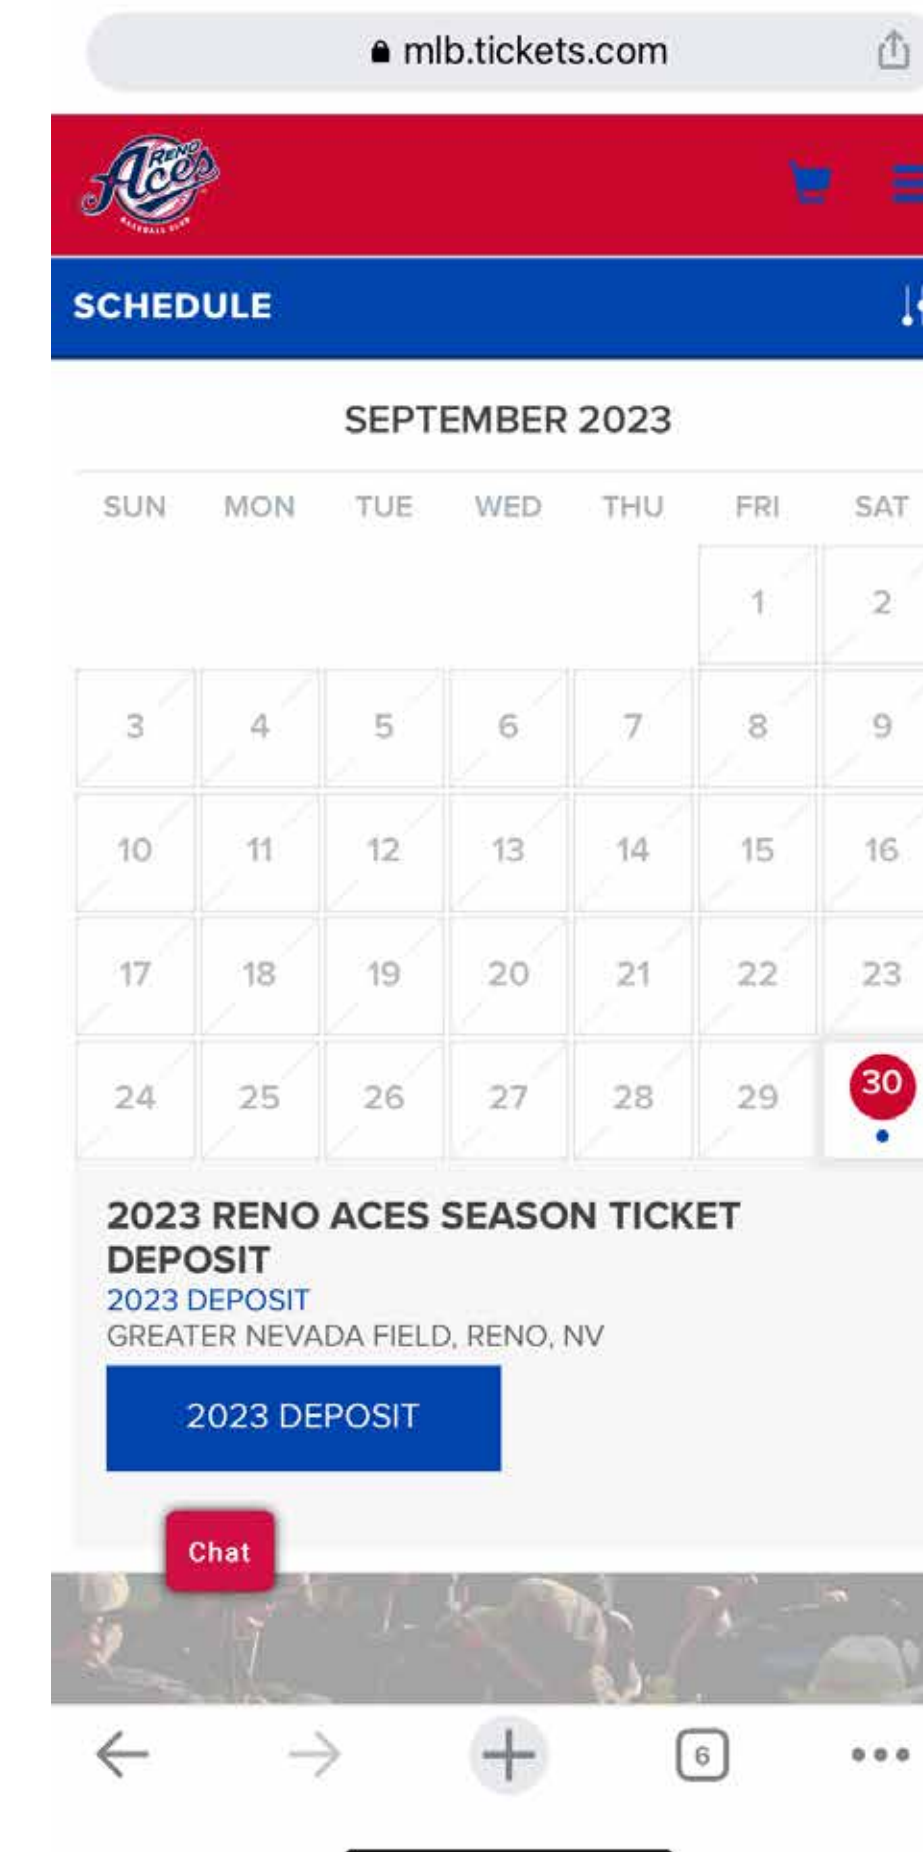 mlb.tickets.com
RENO
Aces
BASEBALL CLUB
SCHEDULE
SEPTEMBER 2023
SUN MON TUE WED THU FRI SAT
1 2
3 4 5 6 7 8 9
10 11 12 13 14 15 16
17 18 19 20 21 22 23
24 25 26 27 28 29 30
2023 RENO ACES SEASON TICKET
DEPOSIT
2023 DEPOSIT
GREATER NEVADA FIELD, RENO, NV
2023 DEPOSIT
Chat
6